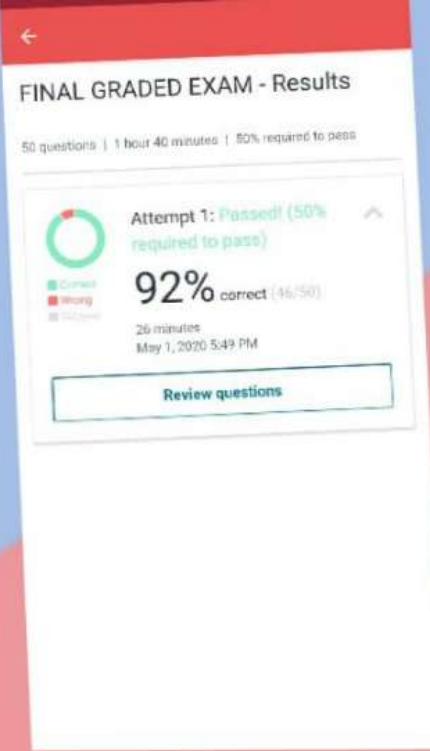 FINAL GRADED EXAM - Results
50 questions | 1 hour 40 minutes | 50% required to pass
Attempt 1: Passed! (50%
required to pass)
92% correct (46/50)
Correct
Wrong
26 minutes
May 1, 2020 5:49 PM
Review questions